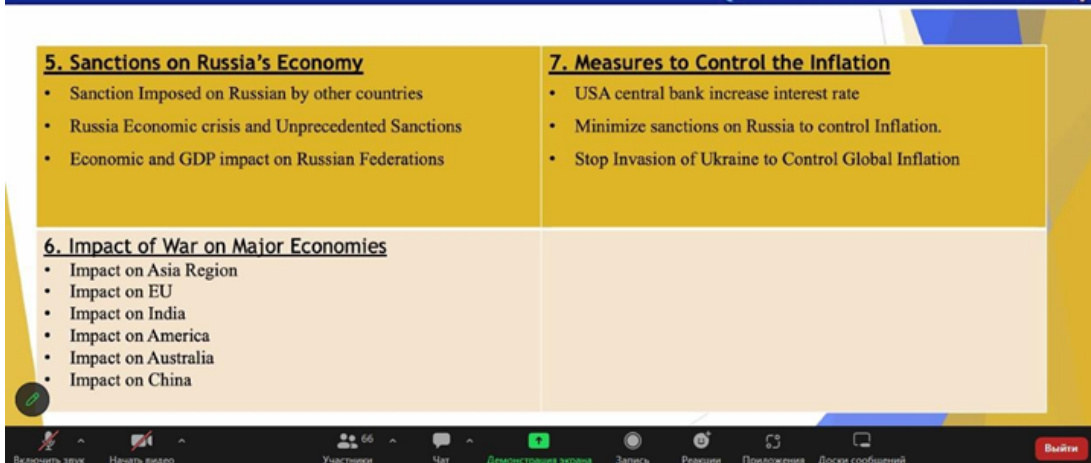 5. Sanctions on Russia's Economy
• Sanction Imposed on Russian by other countries
• Russia Economic crisis and Unprecedented Sanctions
• Economic and GDP impact on Russian Federations
7. Measures to Control the Inflation
• USA central bank increase interest rate
• Minimize sanctions on Russia to control Inflation.
• Stop Invasion of Ukraine to Control Global Inflation
6. Impact of War on Major Economies
• Impact on Asia Region
• Impact on EU
• Impact on India
• Impact on America
• Impact on Australia
• Impact on China
66
Включить звук Начать видео Участники Чат Демонстрация экрана Запись Реакции Приложения Доски сообщений Выйти